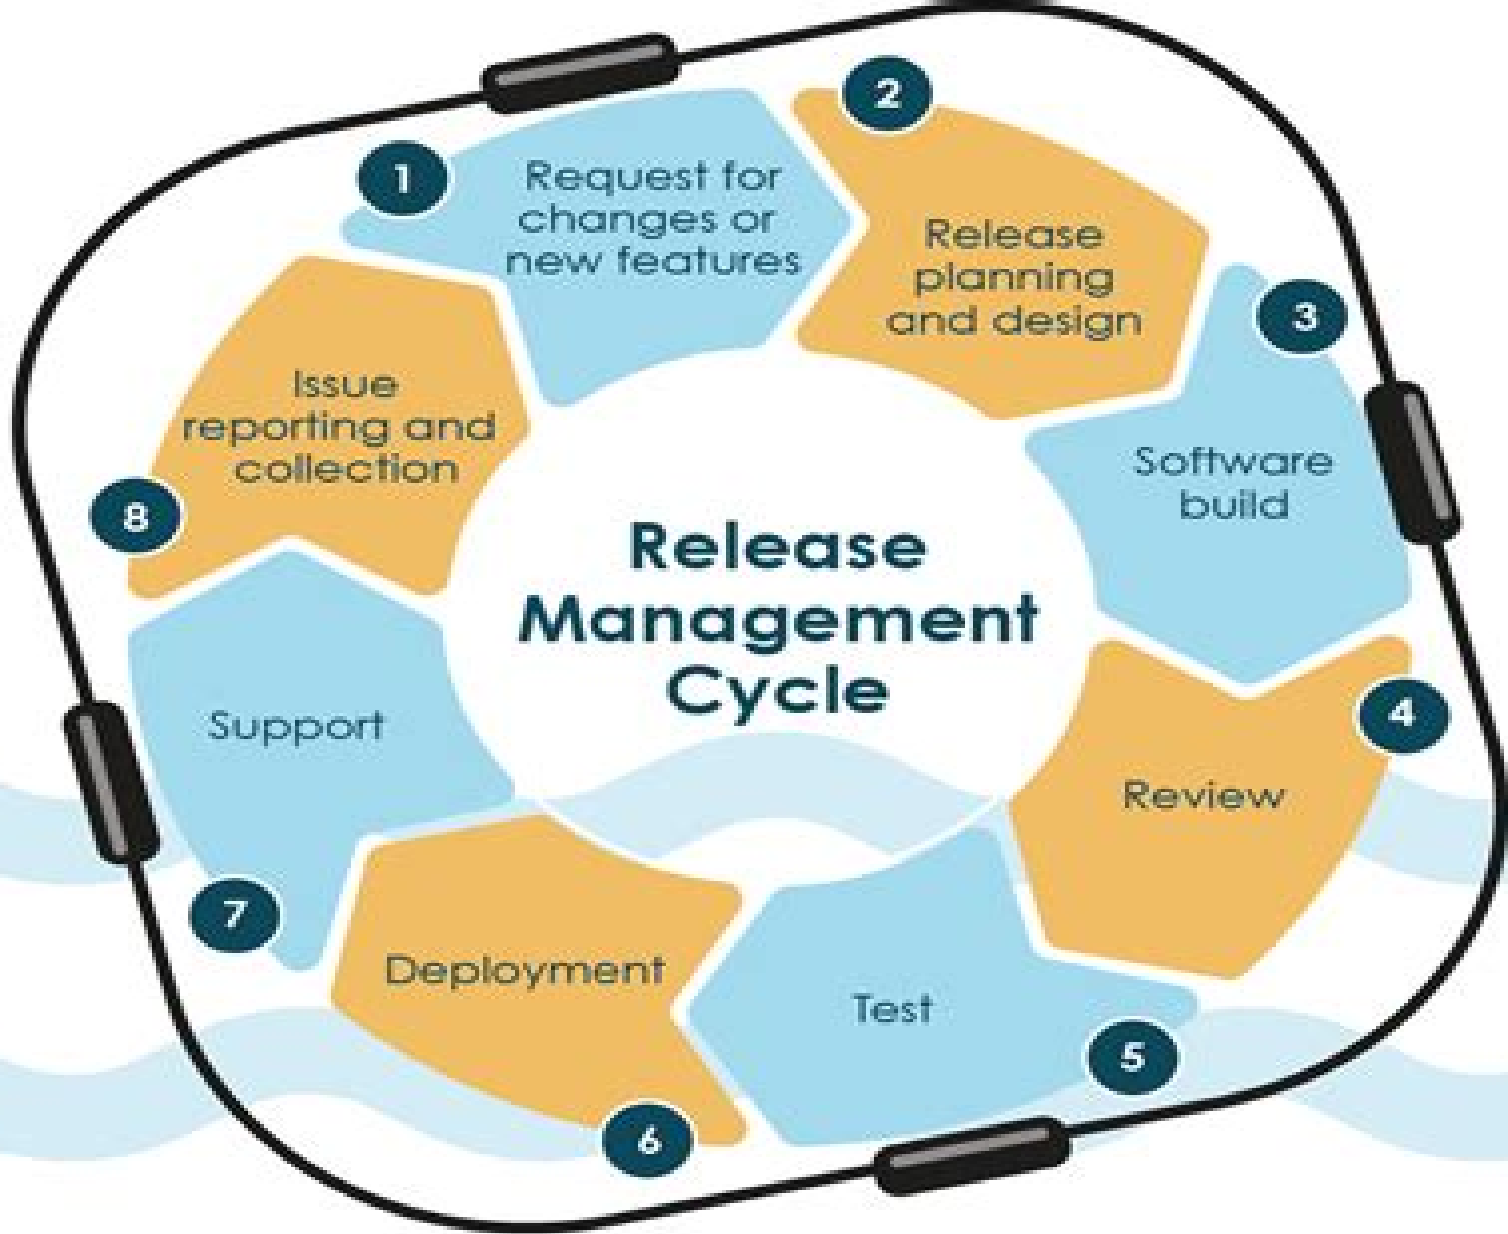 1
Request for
changes or
new features
2
Release
planning
and design
3
Software
build
4
Review
5
Test
6
Deployment
7
Support
8
Issue
reporting and
collection
Release
Management
Cycle